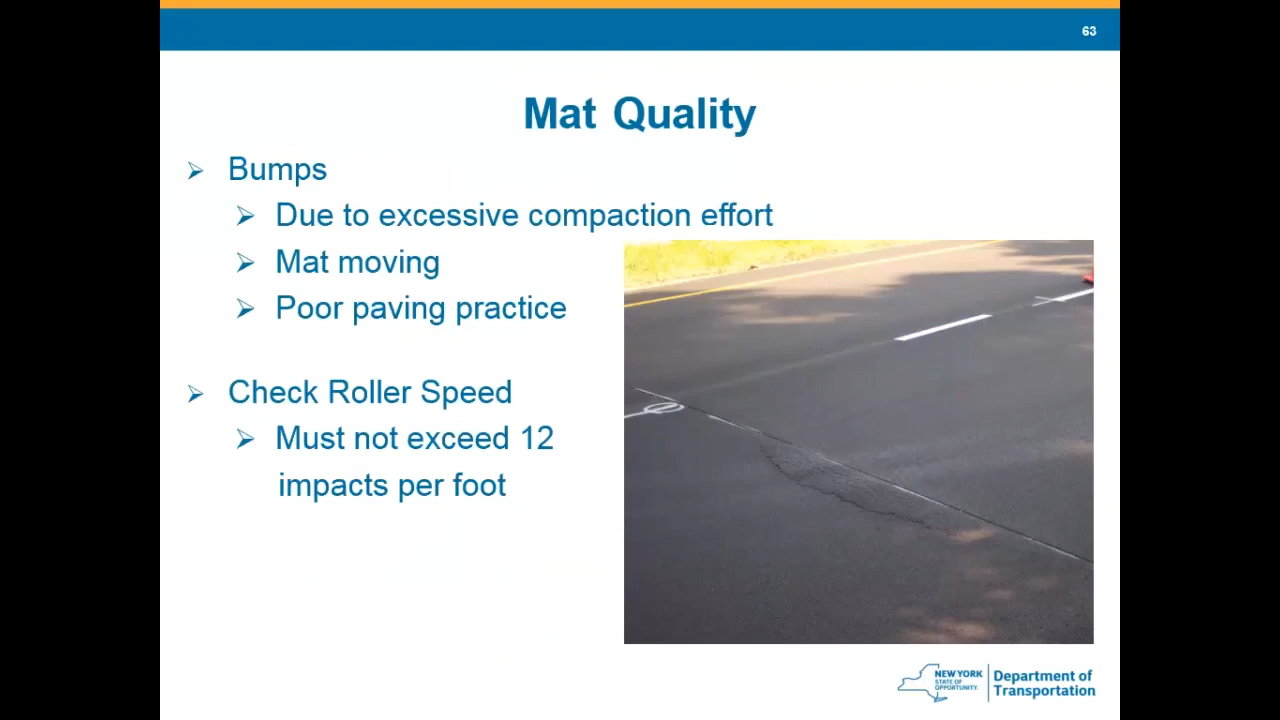 63
Mat Quality
Bumps
Due to excessive compaction effort
Mat moving
Poor paving practice
Check Roller Speed
Must not exceed 12
impacts per foot
NEW YORK
STATE OF
OPPORTUNITY.
Department of
Transportation